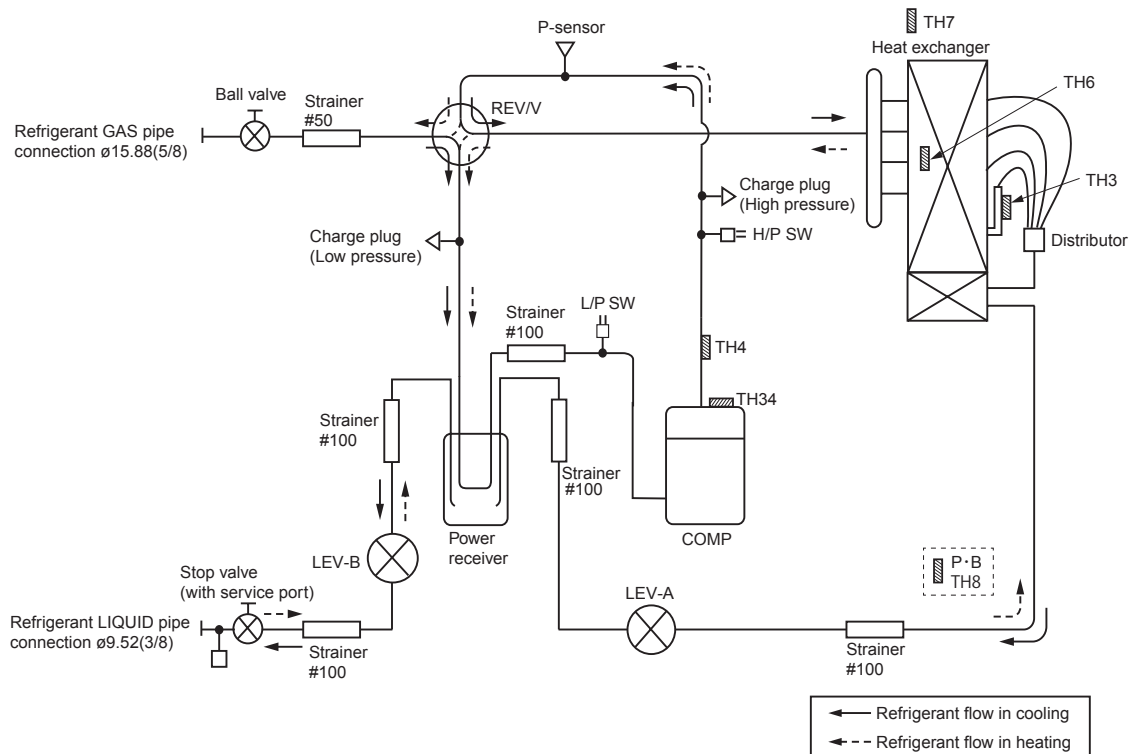 TH7
P-sensor
Heat exchanger
TH6
Ball valve
Strainer
#50
REV/V
Refrigerant GAS pipe
connection ø15.88(5/8)
TH3
Charge plug
(High pressure)
Charge plug
(Low pressure)
H/P SW
Distributor
L/P SW
Strainer
#100
TH4
TH34
Strainer
#100
Strainer
#100
Power
receiver
COMP
LEV-B
P·B
TH8
Stop valve
(with service port)
LEV-A
Refrigerant LIQUID pipe
connection ø9.52(3/8)
Strainer
#100
Strainer
#100
Refrigerant flow in cooling
Refrigerant flow in heating